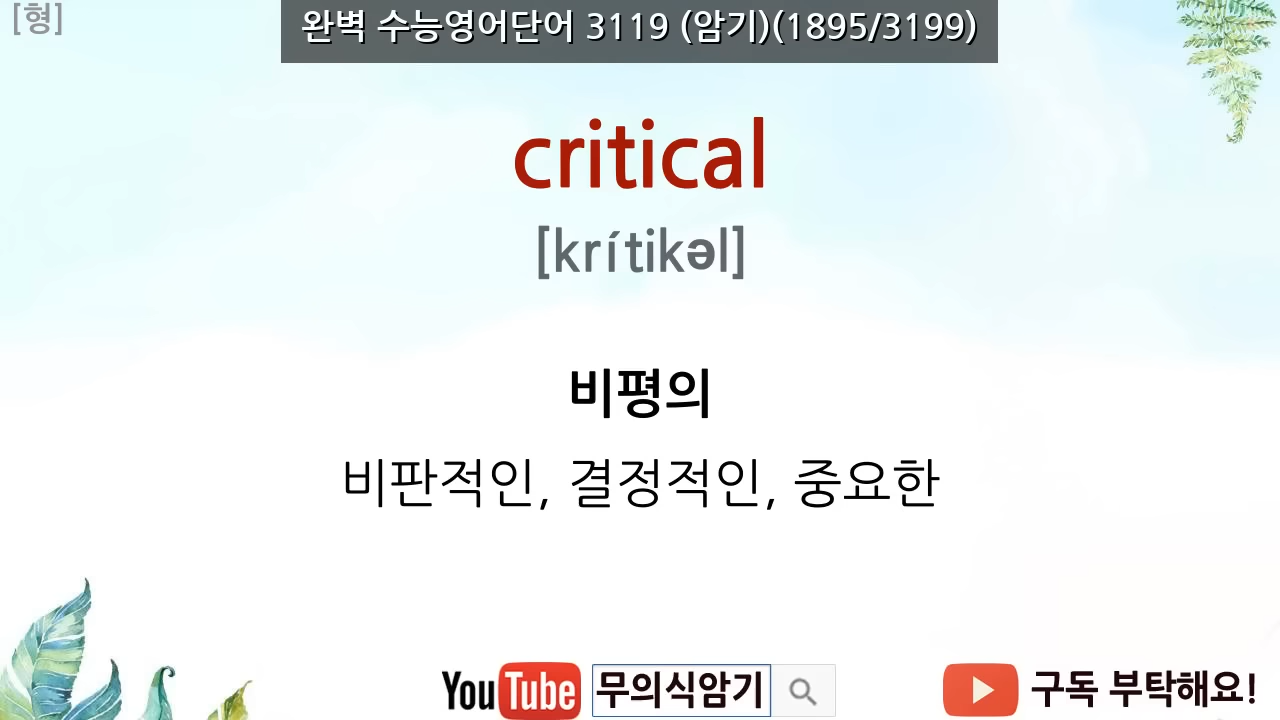 [형]
완벽 수능영어단어 3119 (암기)(1895/3199)
critical
[krítikəl]
비평의
비판적인, 결정적인, 중요한
YouTube 무의식암기
구독 부탁해요!